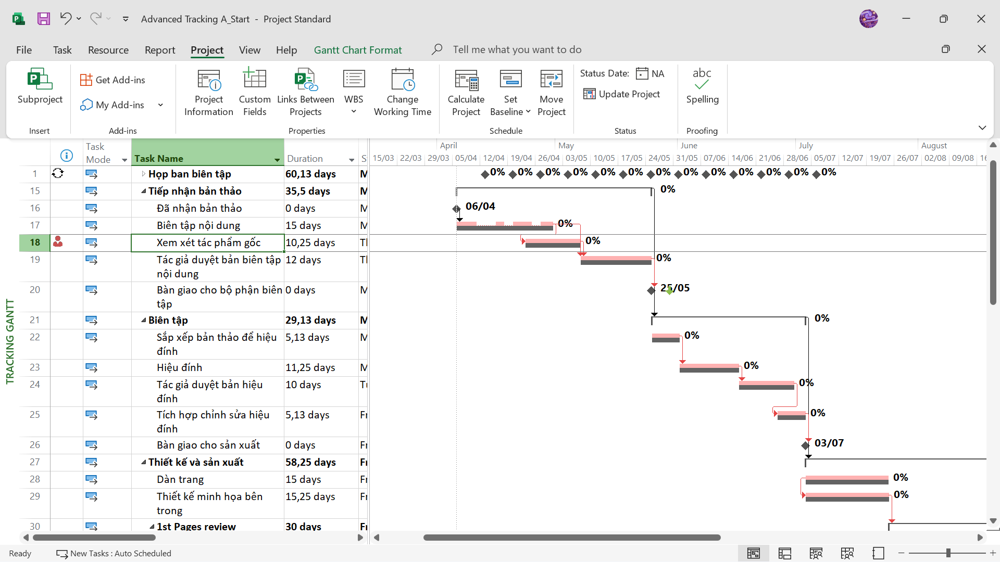 Advanced Tracking A_Start - Project Standard
File Task Resource Report Project View Help Gantt Chart Format Tell me what you want to do
Subproject
Insert
Get Add-ins
My Add-ins
Add-ins
Project Information
Custom Fields
Links Between Projects
WBS
Change Working Time
Properties
Calculate Project
Set Baseline
Move Project
Schedule
Status Date: NA
Update Project
Status
abc
Spelling
Proofing
Task Mode Task Name Duration
April May June July August
15/03 22/03 29/03 05/04 12/04 19/04 26/04 03/05 10/05 17/05 24/05 31/05 07/06 14/06 21/06 28/06 05/07 12/07 19/07 26/07 02/08 09/08 16
1 Họp ban biên tập 60,13 days M 0% 0% 0% 0% 0% 0% 0% 0% 0% 0% 0% 0% 0%
15 Tiếp nhận bản thảo 35,5 days M 0%
16 Đã nhận bản thảo 0 days M 06/04
17 Biên tập nội dung 15 days M 0%
18 Xem xét tác phẩm gốc 10,25 days 0%
19 Tác giả duyệt bản biên tập 12 days 0%
nội dung
20 Bàn giao cho bộ phận biên 0 days M 25/05
tập
21 Biên tập 29,13 days M 0%
22 Sắp xếp bản thảo để hiệu 5,13 days M 0%
đính
23 Hiệu đính 11,25 days M 0%
24 Tác giả duyệt bản hiệu 10 days 0%
đính
25 Tích hợp chỉnh sửa hiệu 5,13 days Fr 0%
đính
26 Bàn giao cho sản xuất 0 days Fr 03/07
27 Thiết kế và sản xuất 58,25 days Fr
28 Dàn trang 15 days Fr 0%
29 Thiết kế minh họa bên 15,25 days Fr 0%
trong
30 1st Pages review 30 days Fr
TRACKING GANTT
Ready New Tasks : Auto Scheduled